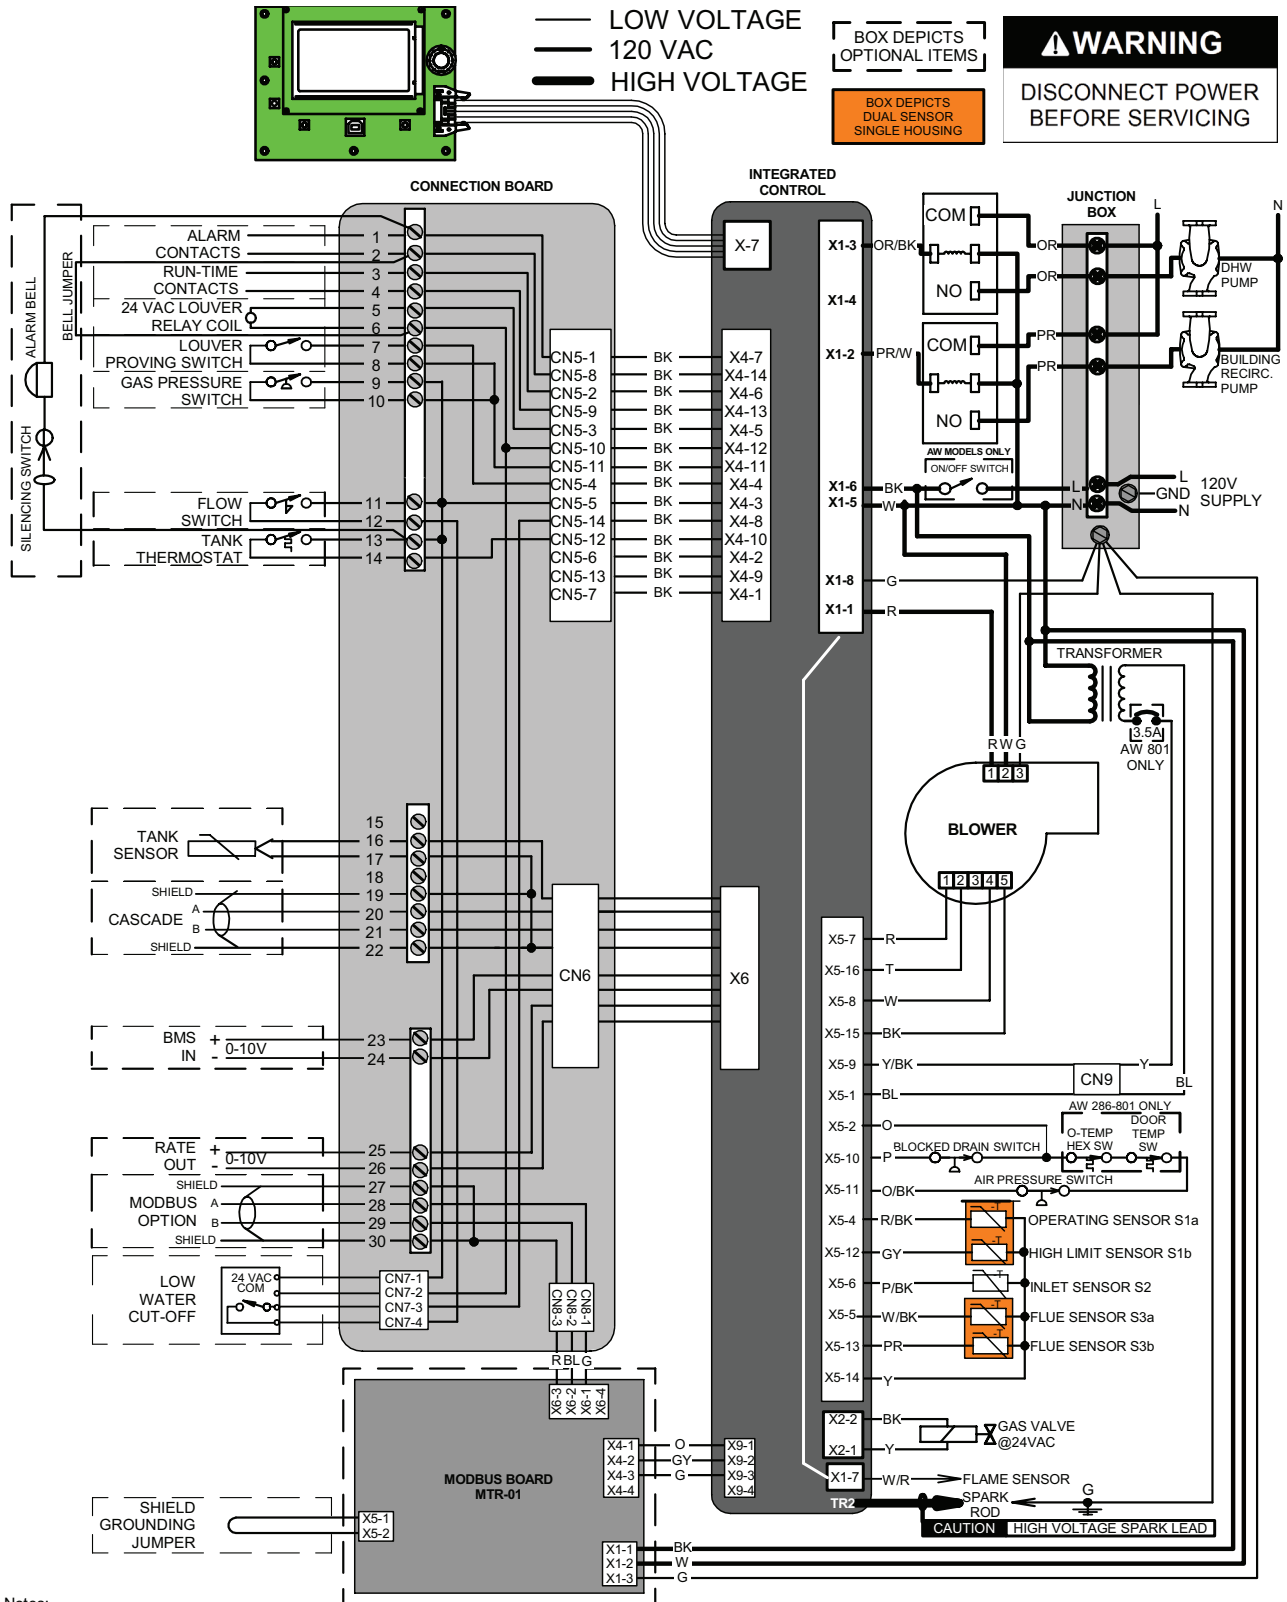 LOW VOLTAGE
120 VAC
HIGH VOLTAGE
BOX DEPICTS
OPTIONAL ITEMS
BOX DEPICTS
DUAL SENSOR
SINGLE HOUSING
WARNING
DISCONNECT POWER
BEFORE SERVICING
CONNECTION BOARD
INTEGRATED
CONTROL
JUNCTION
BOX
L
N
ALARM BELL
SILENCING SWITCH
BELL JUMPER
ALARM 1
CONTACTS 2
RUN-TIME 3
CONTACTS 4
24 VAC LOUVER 5
RELAY COIL 6
LOUVER 7
PROVING SWITCH 8
GAS PRESSURE 9
SWITCH 10
FLOW 11
SWITCH 12
TANK 13
THERMOSTAT 14
CN5-1 BK X4-7
CN5-8 BK X4-14
CN5-2 BK X4-6
CN5-9 BK X4-13
CN5-3 BK X4-5
CN5-10 BK X4-12
CN5-11 BK X4-11
CN5-4 BK X4-4
CN5-5 BK X4-3
CN5-14 BK X4-8
CN5-12 BK X4-10
CN5-6 BK X4-2
CN5-13 BK X4-9
CN5-7 BK X4-1
X-7
X1-3 OR/BK
X1-4
X1-2 PR/W
X1-6 BK
X1-5 W
X1-8 G
X1-1 R
COM
NO
COM
NO
OR
OR
PR
PR
DHW
PUMP
BUILDING
RECIRC.
PUMP
AW MODELS ONLY
ON/OFF SWITCH
L
N
L
GND
N
120V
SUPPLY
TRANSFORMER
3.5A
AW 801
ONLY
R W G
1 2 3
BLOWER
1 2 3 4 5
15
TANK 16
SENSOR 17
18
SHIELD 19
CASCADE A 20
B 21
SHIELD 22
CN6
X6
BMS + 0-10V 23
IN - 24
RATE + 0-10V 25
OUT - 26
SHIELD 27
MODBUS A 28
OPTION B 29
SHIELD 30
LOW
WATER
CUT-OFF
24 VAC
COM
CN7-1
CN7-2
CN7-3
CN7-4
CN8-3
CN8-2
CN8-1
R BL G
X6-3
X6-2
X6-1
X6-4
X5-7 R
X5-16 T
X5-8 W
X5-15 BK
X5-9 Y/BK
Y
CN9
X5-1 BL
BL
AW 286-801 ONLY
X5-2 O
O-TEMP
HEX SW
DOOR
TEMP
SW
X5-10 P BLOCKED DRAIN SWITCH
X5-11 O/BK AIR PRESSURE SWITCH
X5-4 R/BK -T OPERATING SENSOR S1a
X5-12 GY -T HIGH LIMIT SENSOR S1b
X5-6 P/BK -T INLET SENSOR S2
X5-5 W/BK -T FLUE SENSOR S3a
X5-13 PR -T FLUE SENSOR S3b
X5-14 Y
X2-2 BK
X2-1 Y
GAS VALVE
@24VAC
X1-7 W/R FLAME SENSOR
TR2
SPARK
ROD
G
CAUTION HIGH VOLTAGE SPARK LEAD
MODBUS BOARD
MTR-01
X4-1 O X9-1
X4-2 GY X9-2
X4-3 G X9-3
X4-4 X9-4
SHIELD
GROUNDING
JUMPER
X5-1
X5-2
X1-1 BK
X1-2 W
X1-3 G